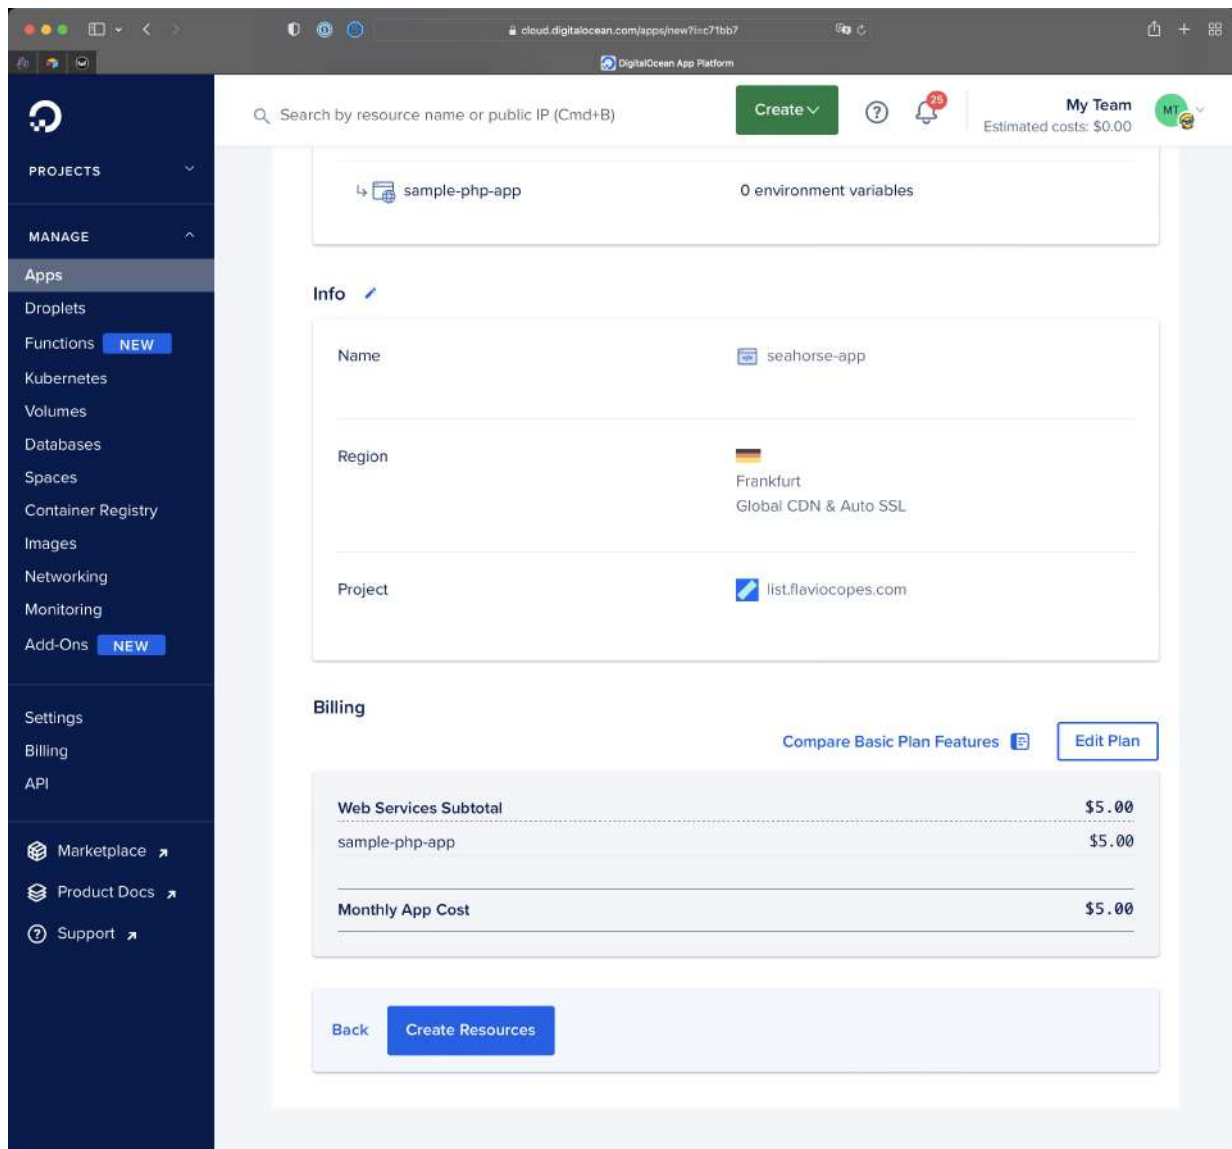 cloud.digitalocean.com/apps/new?i=c71bb7
DigitalOcean App Platform
Search by resource name or public IP (Cmd+B)
Create
25
My Team
Estimated costs: $0.00
MT
PROJECTS
MANAGE
Apps
Droplets
Functions NEW
Kubernetes
Volumes
Databases
Spaces
Container Registry
Images
Networking
Monitoring
Add-Ons NEW
Settings
Billing
API
Marketplace
Product Docs
Support
sample-php-app 0 environment variables
Info
Name seahorse-app
Region
Frankfurt
Global CDN & Auto SSL
Project list.flaviocopes.com
Billing
Compare Basic Plan Features Edit Plan
Web Services Subtotal $5.00
sample-php-app $5.00
Monthly App Cost $5.00
Back Create Resources